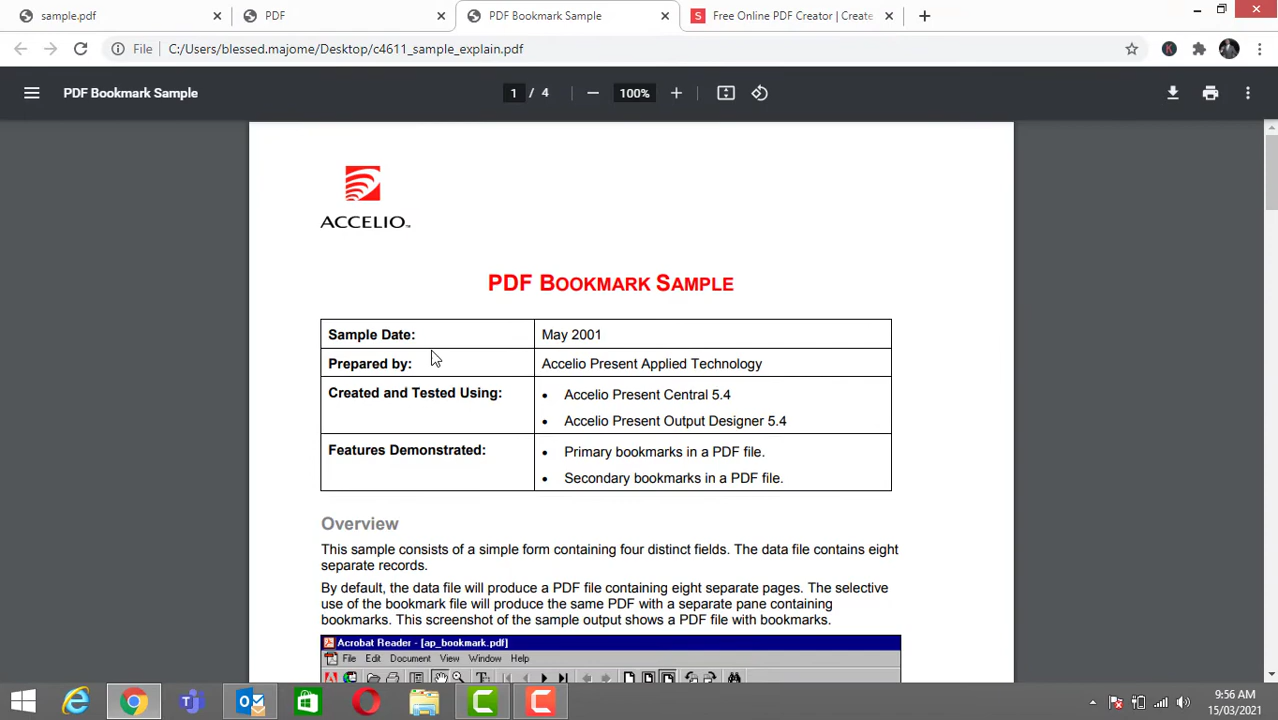 sample.pdf
PDF
PDF Bookmark Sample
Free Online PDF Creator | Create
File
C:/Users/blessed.majome/Desktop/c4611_sample_explain.pdf
PDF Bookmark Sample
1 / 4
100%
ACCELIO™
PDF BOOKMARK SAMPLE
Sample Date: May 2001
Prepared by: Accelio Present Applied Technology
Created and Tested Using: • Accelio Present Central 5.4
• Accelio Present Output Designer 5.4
Features Demonstrated: • Primary bookmarks in a PDF file.
• Secondary bookmarks in a PDF file.
Overview
This sample consists of a simple form containing four distinct fields. The data file contains eight
separate records.
By default, the data file will produce a PDF file containing eight separate pages. The selective
use of the bookmark file will produce the same PDF with a separate pane containing
bookmarks. This screenshot of the sample output shows a PDF file with bookmarks.
Acrobat Reader - [ap_bookmark.pdf]
File Edit Document View Window Help
9:56 AM
15/03/2021